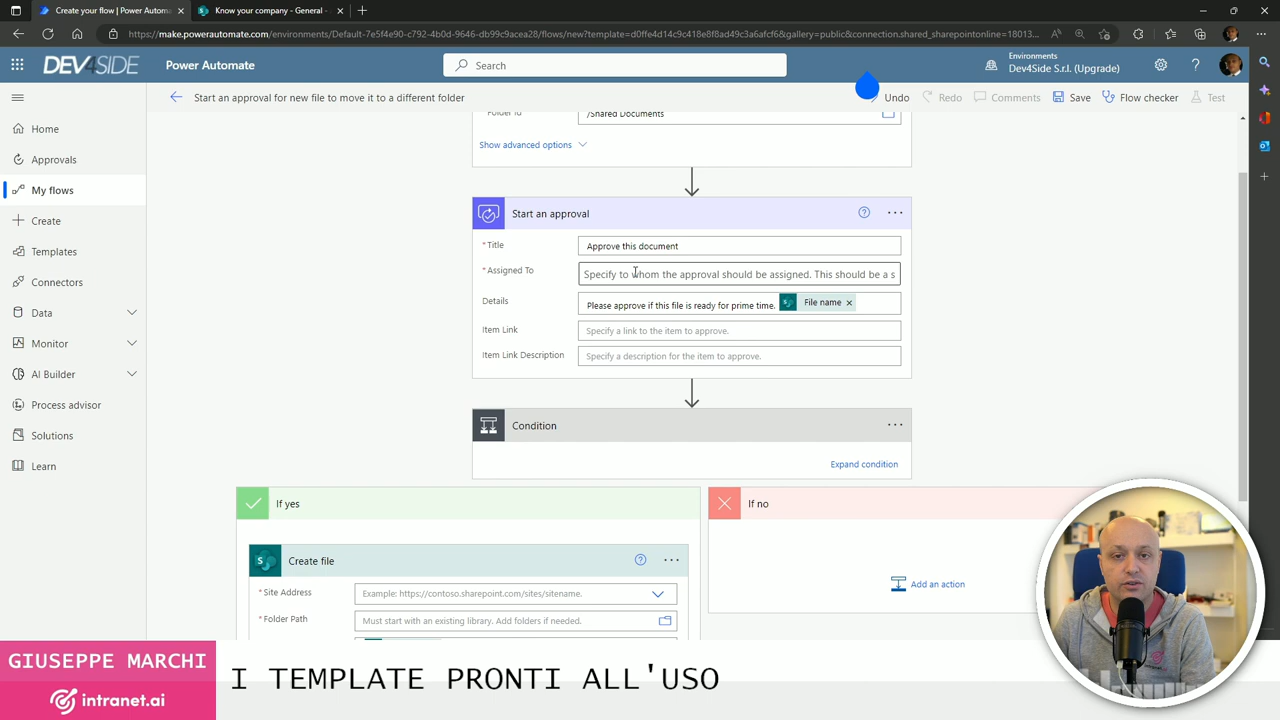 Create your flow | Power Automate
Know your company - General -
https://make.powerautomate.com/environments/Default-7e5f4e90-c792-4b0d-9646-db99c9acea28/flows/new?template=d0ffe4d14c9c418e8f8ad49c3a6afcf6&gallery=public&connection.shared_sharepointonline=18013...
DEV4SIDE
Power Automate
Search
Environments
Dev4Side S.r.l. (Upgrade)
Start an approval for new file to move it to a different folder
Undo
Redo
Comments
Save
Flow checker
Test
Home
Approvals
My flows
Create
Templates
Connectors
Data
Monitor
AI Builder
Process advisor
Solutions
Learn
Folder Id
/Shared Documents
Show advanced options
Start an approval
* Title
Approve this document
* Assigned To
Specify to whom the approval should be assigned. This should be a s
Details
Please approve if this file is ready for prime time. File name
Item Link
Specify a link to the item to approve.
Item Link Description
Specify a description for the item to approve.
Condition
Expand condition
If yes
If no
Create file
* Site Address
Example: https://contoso.sharepoint.com/sites/sitename.
* Folder Path
Must start with an existing library. Add folders if needed.
Add an action
GIUSEPPE MARCHI
intranet.ai
I TEMPLATE PRONTI ALL'USO